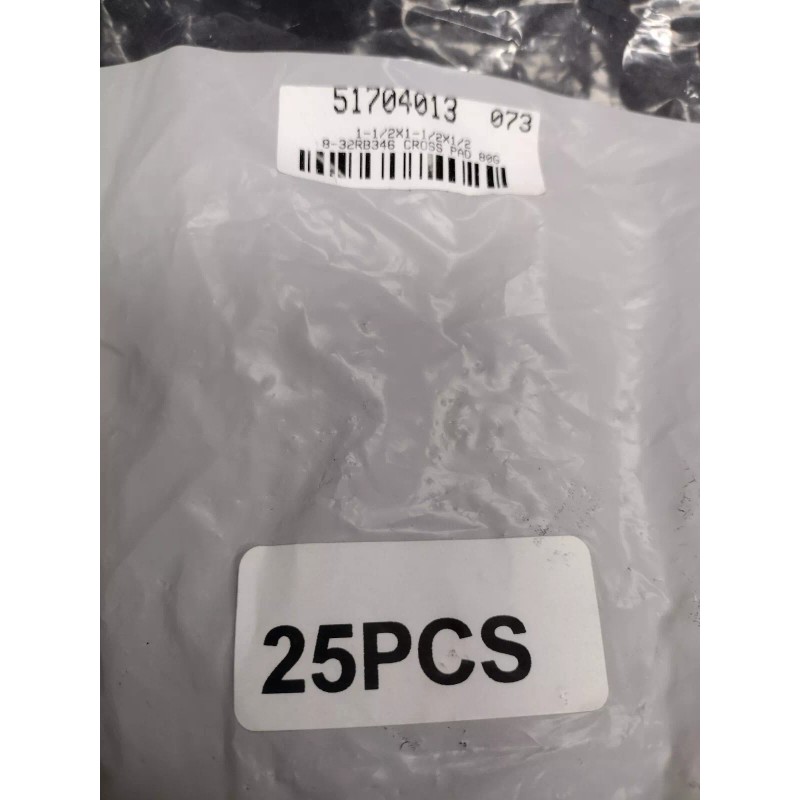 51704013 073
1-1/2X1-1/2X1/2
8-32RB346 CROSS PAD 80G
25PCS